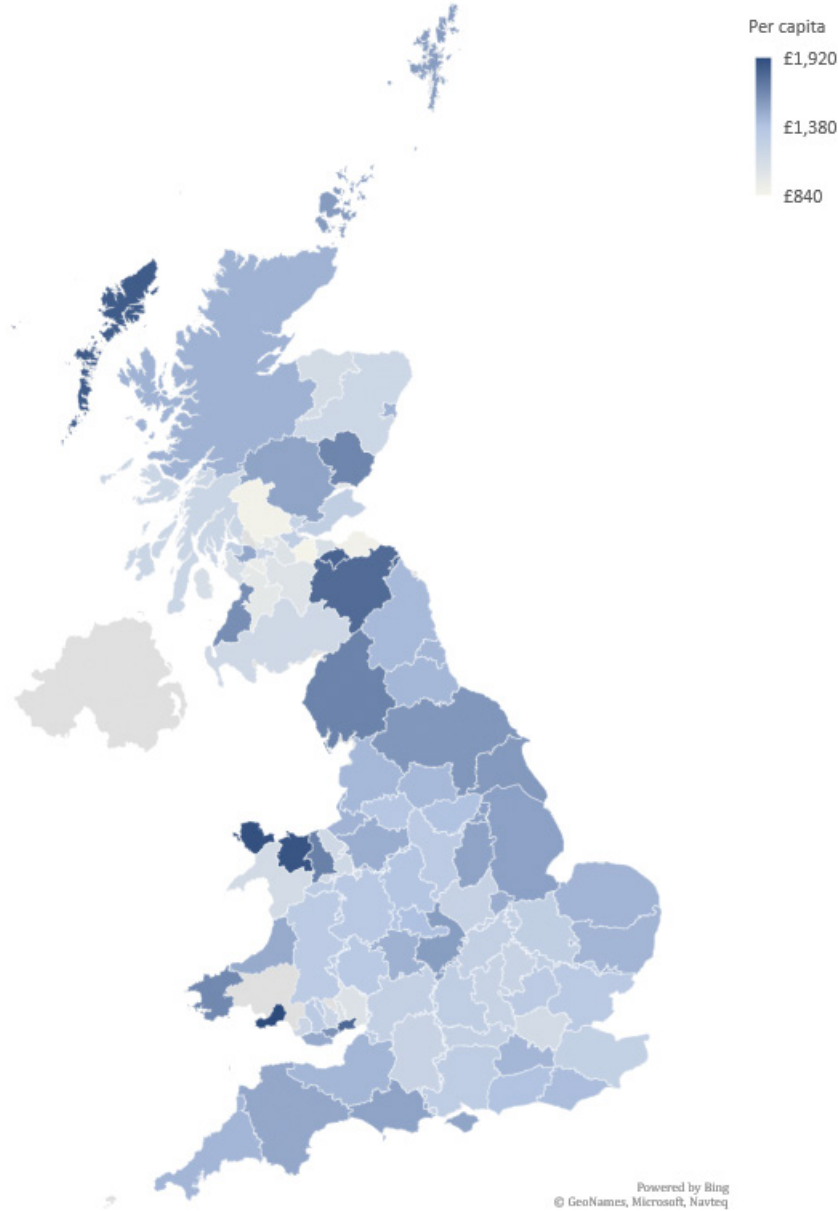 Per capita
£1,920
£1,380
£840
Powered by Bing
© GeoNames, Microsoft, Navteq